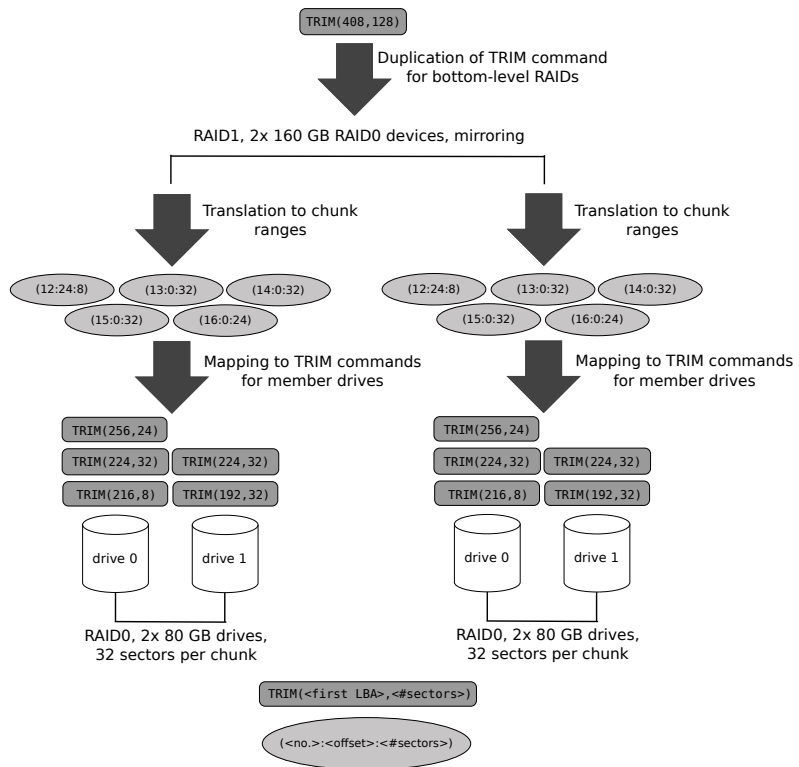 TRIM(408,128)
Duplication of TRIM command
for bottom-level RAIDs
RAID1, 2x 160 GB RAID0 devices, mirroring
Translation to chunk
ranges
Translation to chunk
ranges
(12:24:8)
(13:0:32)
(14:0:32)
(15:0:32)
(16:0:24)
(12:24:8)
(13:0:32)
(14:0:32)
(15:0:32)
(16:0:24)
Mapping to TRIM commands
for member drives
Mapping to TRIM commands
for member drives
TRIM(256,24)
TRIM(224,32)
TRIM(224,32)
TRIM(216,8)
TRIM(192,32)
drive 0
drive 1
RAID0, 2x 80 GB drives,
32 sectors per chunk
TRIM(256,24)
TRIM(224,32)
TRIM(224,32)
TRIM(216,8)
TRIM(192,32)
drive 0
drive 1
RAID0, 2x 80 GB drives,
32 sectors per chunk
TRIM(<first LBA>,<#sectors>)
(<no.>:<offset>:<#sectors>)